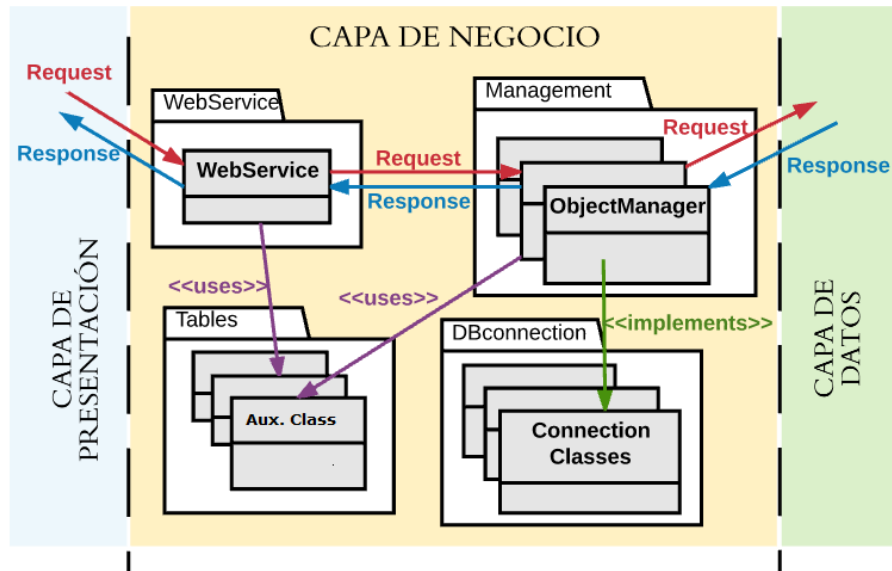 CAPA DE NEGOCIO
Request
Response
WebService
WebService
Request
Response
Management
ObjectManager
Request
Response
<<uses>>
<<uses>>
<<implements>>
Tables
Aux. Class
DBconnection
Connection
Classes
CAPA DE
PRESENTACIÓN
CAPA DE
DATOS